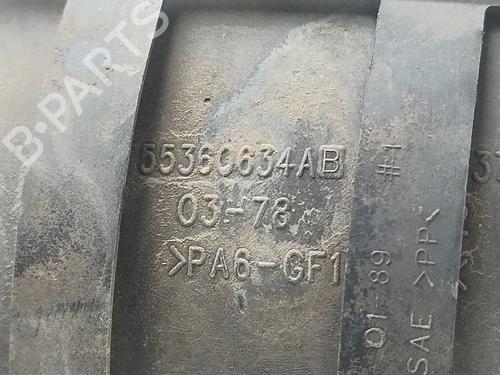 B-PARTS
55360634AB
03-78
>PA6-GF1
#1
01-89
SAE >PP<